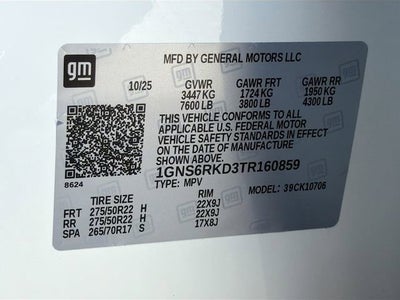 gm
MFD BY GENERAL MOTORS LLC
10/25 GVWR GAWR FRT GAWR RR
3447 KG 1724 KG 1950 KG
7600 LB 3800 LB 4300 LB
THIS VEHICLE CONFORMS TO ALL
APPLICABLE U.S. FEDERAL MOTOR
VEHICLE SAFETY STANDARDS IN EFFECT
ON THE DATE OF MANUFACTURE
SHOWN ABOVE
1GNS6RKD3TR160859
8624 TYPE: MPV MODEL: CK10706
TIRE SIZE RIM
FRT 275/50R22 H 22X9J
RR 275/50R22 H 22X9J
SPA 265/70R17 S 17X8J